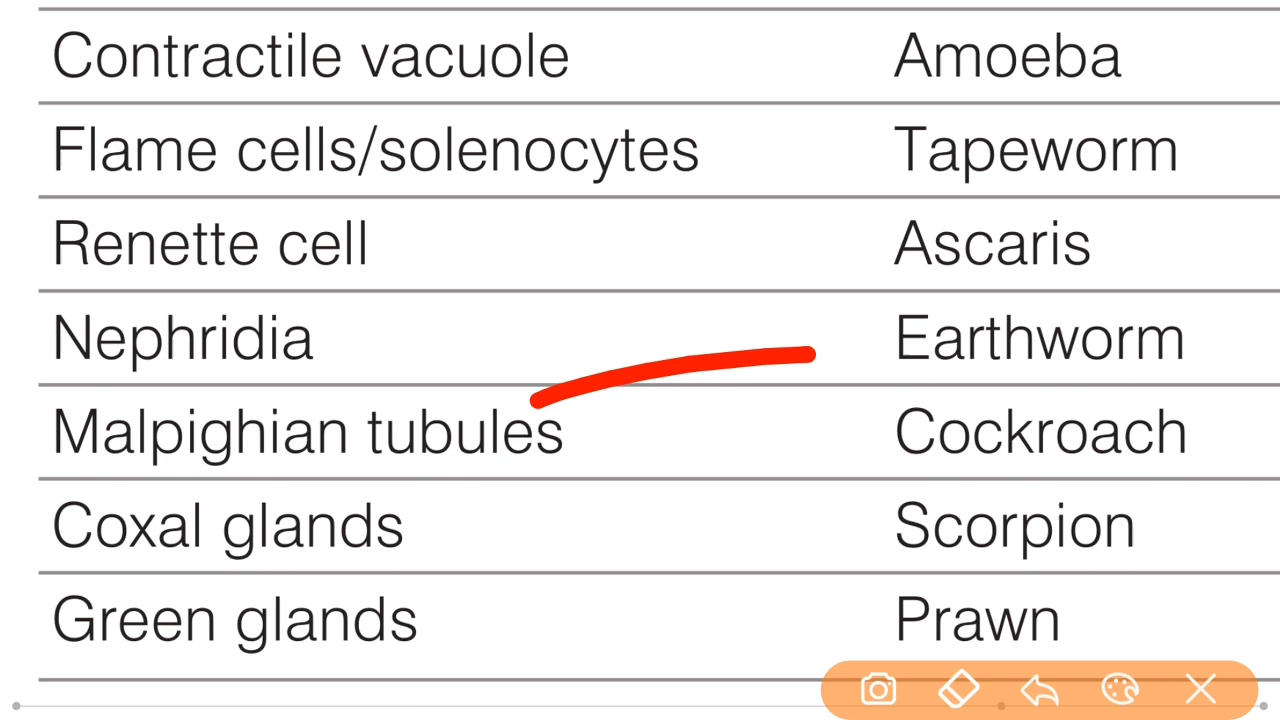 Contractile vacuole Amoeba
Flame cells/solenocytes Tapeworm
Renette cell Ascaris
Nephridia Earthworm
Malpighian tubules Cockroach
Coxal glands Scorpion
Green glands Prawn